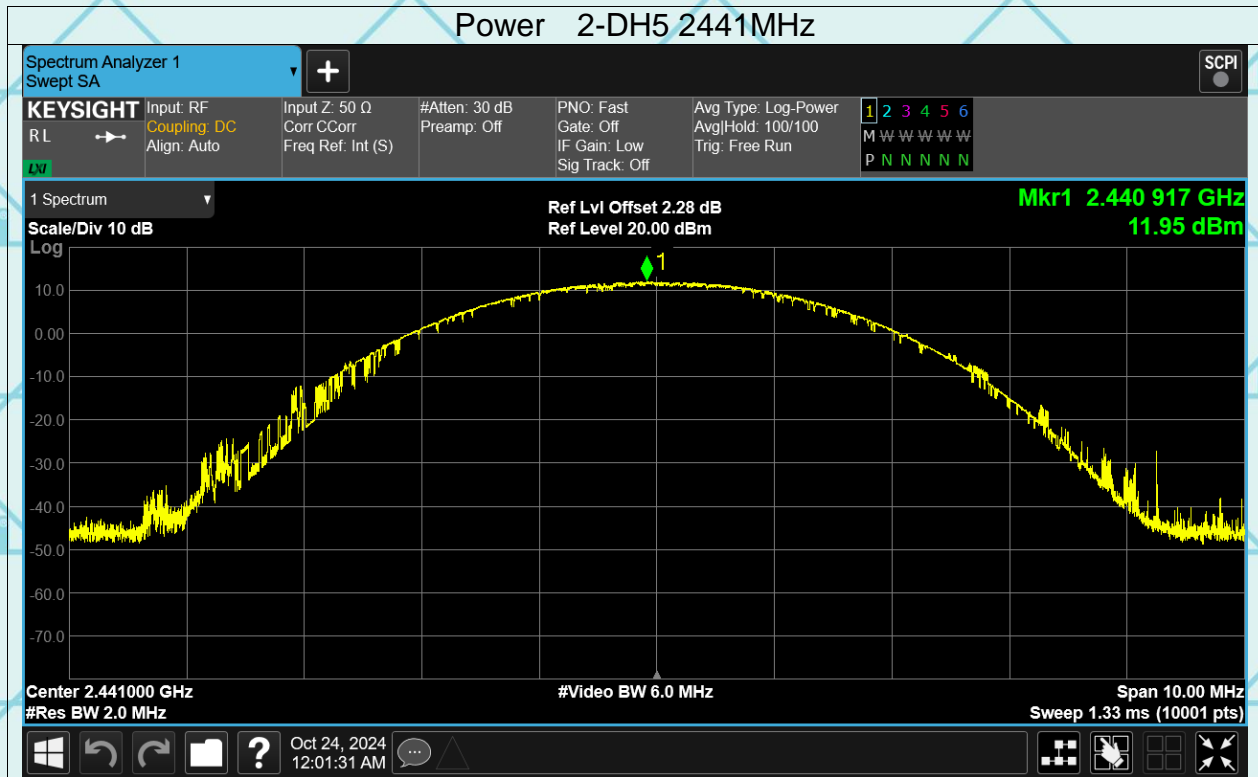 Power 2-DH5 2441MHz
Spectrum Analyzer 1
Swept SA
▼
+
SCPI
KEYSIGHT
R L
LXI
Input: RF
Coupling: DC
Align: Auto
Input Z: 50 Ω
Corr CCorr
Freq Ref: Int (S)
#Atten: 30 dB
Preamp: Off
PNO: Fast
Gate: Off
IF Gain: Low
Sig Track: Off
Avg Type: Log-Power
Avg|Hold: 100/100
Trig: Free Run
1 2 3 4 5 6
M W W W W W
P N N N N N
1 Spectrum ▼
Scale/Div 10 dB
Ref Lvl Offset 2.28 dB
Ref Level 20.00 dBm
Mkr1 2.440 917 GHz
11.95 dBm
Log
1
10.0
0.00
-10.0
-20.0
-30.0
-40.0
-50.0
-60.0
-70.0
Center 2.441000 GHz
#Res BW 2.0 MHz
#Video BW 6.0 MHz
Span 10.00 MHz
Sweep 1.33 ms (10001 pts)
?
Oct 24, 2024
12:01:31 AM